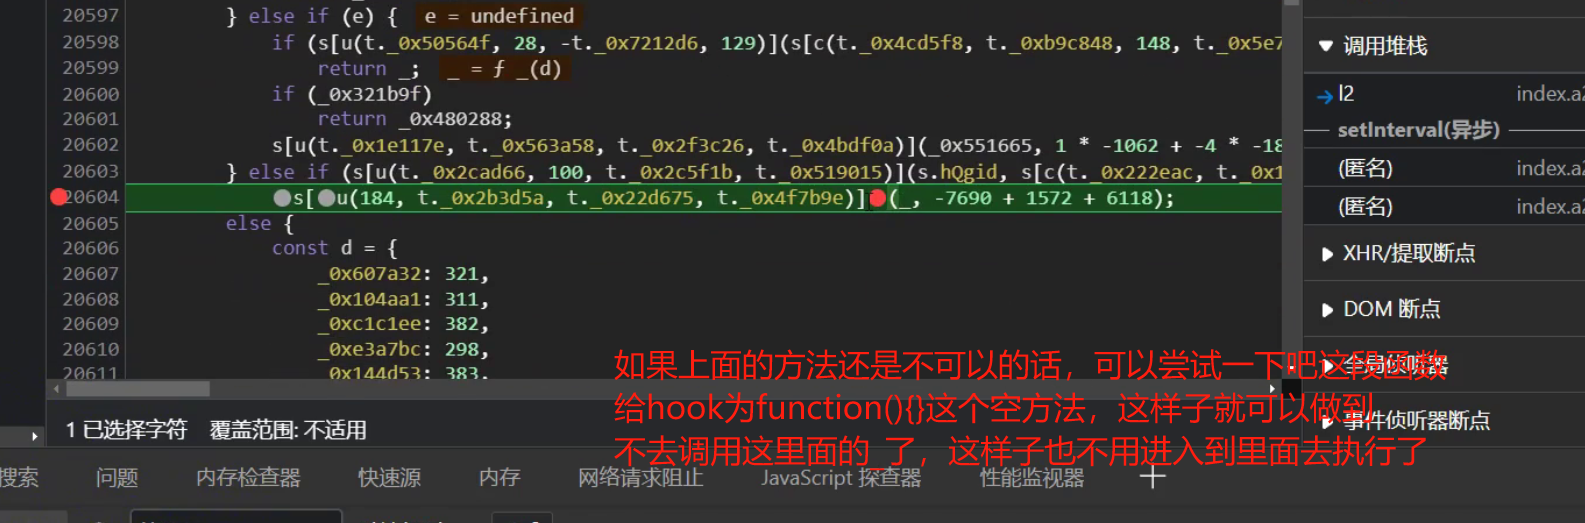 20597 } else if (e) { e = undefined
20598 if (s[u(t._0x50564f, 28, -t._0x7212d6, 129)](s[c(t._0x4cd5f8, t._0xb9c848, 148, t._0x5e7
20599 return _; _ = ƒ _(d)
20600 if (_0x321b9f)
20601 return _0x480288;
20602 s[u(t._0x1e117e, t._0x563a58, t._0x2f3c26, t._0x4bdf0a)](_0x551665, 1 * -1062 + -4 * -18
20603 } else if (s[u(t._0x2cad66, 100, t._0x2c5f1b, t._0x519015)](s.hQgid, s[c(t._0x222eac, t._0x1
20604 s[u(184, t._0x2b3d5a, t._0x22d675, t._0x4f7b9e)](_, -7690 + 1572 + 6118);
20605 else {
20606 const d = {
20607 _0x607a32: 321,
20608 _0x104aa1: 311,
20609 _0xc1c1ee: 382,
20610 _0xe3a7bc: 298,
20611 _0x144d53: 383,
调用堆栈
l2 index.a2
setInterval(异步)
(匿名) index.a2
(匿名) index.a2
XHR/提取断点
DOM 断点
全局侦听器
事件侦听器断点
如果上面的方法还是不可以的话，可以尝试一下吧这段函数
给hook为function(){}这个空方法，这样子就可以做到
不去调用这里面的_了，这样子也不用进入到里面去执行了
1 已选择字符 覆盖范围: 不适用
搜索 问题 内存检查器 快速源 内存 网络请求阻止 JavaScript 探查器 性能监视器